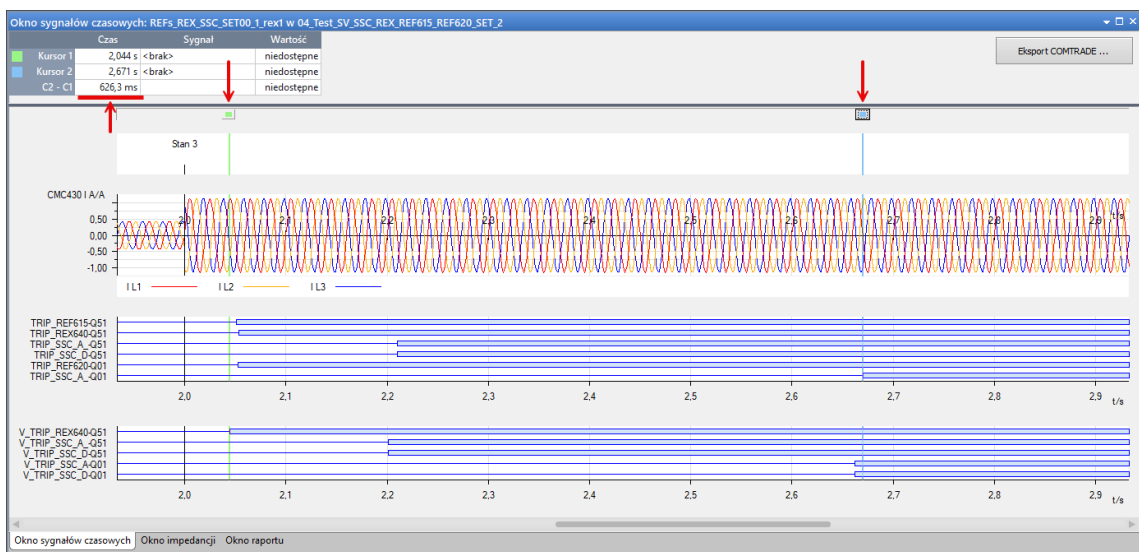 Okno sygnałów czasowych: REFs_REX_SSC_SET00_1_rex1 w 04_Test_SV_SSC_REX_REF615_REF620_SET_2
Czas Sygnał Wartość
Kursor 1 2,044 s <brak> niedostępne
Kursor 2 2,671 s <brak> niedostępne
C2 - C1 626,3 ms niedostępne
Eksport COMTRADE ...
Stan 3
CMC430 I A/A
0,50
0,00
-0,50
-1,00
2,0 2,1 2,2 2,3 2,4 2,5 2,6 2,7 2,8 2,9 t/s
I L1 I L2 I L3
TRIP_REF615-Q51
TRIP_REX640-Q51
TRIP_SSC_A_-Q51
TRIP_SSC_D-Q51
TRIP_REF620-Q01
TRIP_SSC_A_-Q01
2,0 2,1 2,2 2,3 2,4 2,5 2,6 2,7 2,8 2,9 t/s
V_TRIP_REX640-Q51
V_TRIP_SSC_A_-Q51
V_TRIP_SSC_D-Q51
V_TRIP_SSC_A-Q01
V_TRIP_SSC_D-Q01
2,0 2,1 2,2 2,3 2,4 2,5 2,6 2,7 2,8 2,9 t/s
Okno sygnałów czasowych Okno impedancji Okno raportu